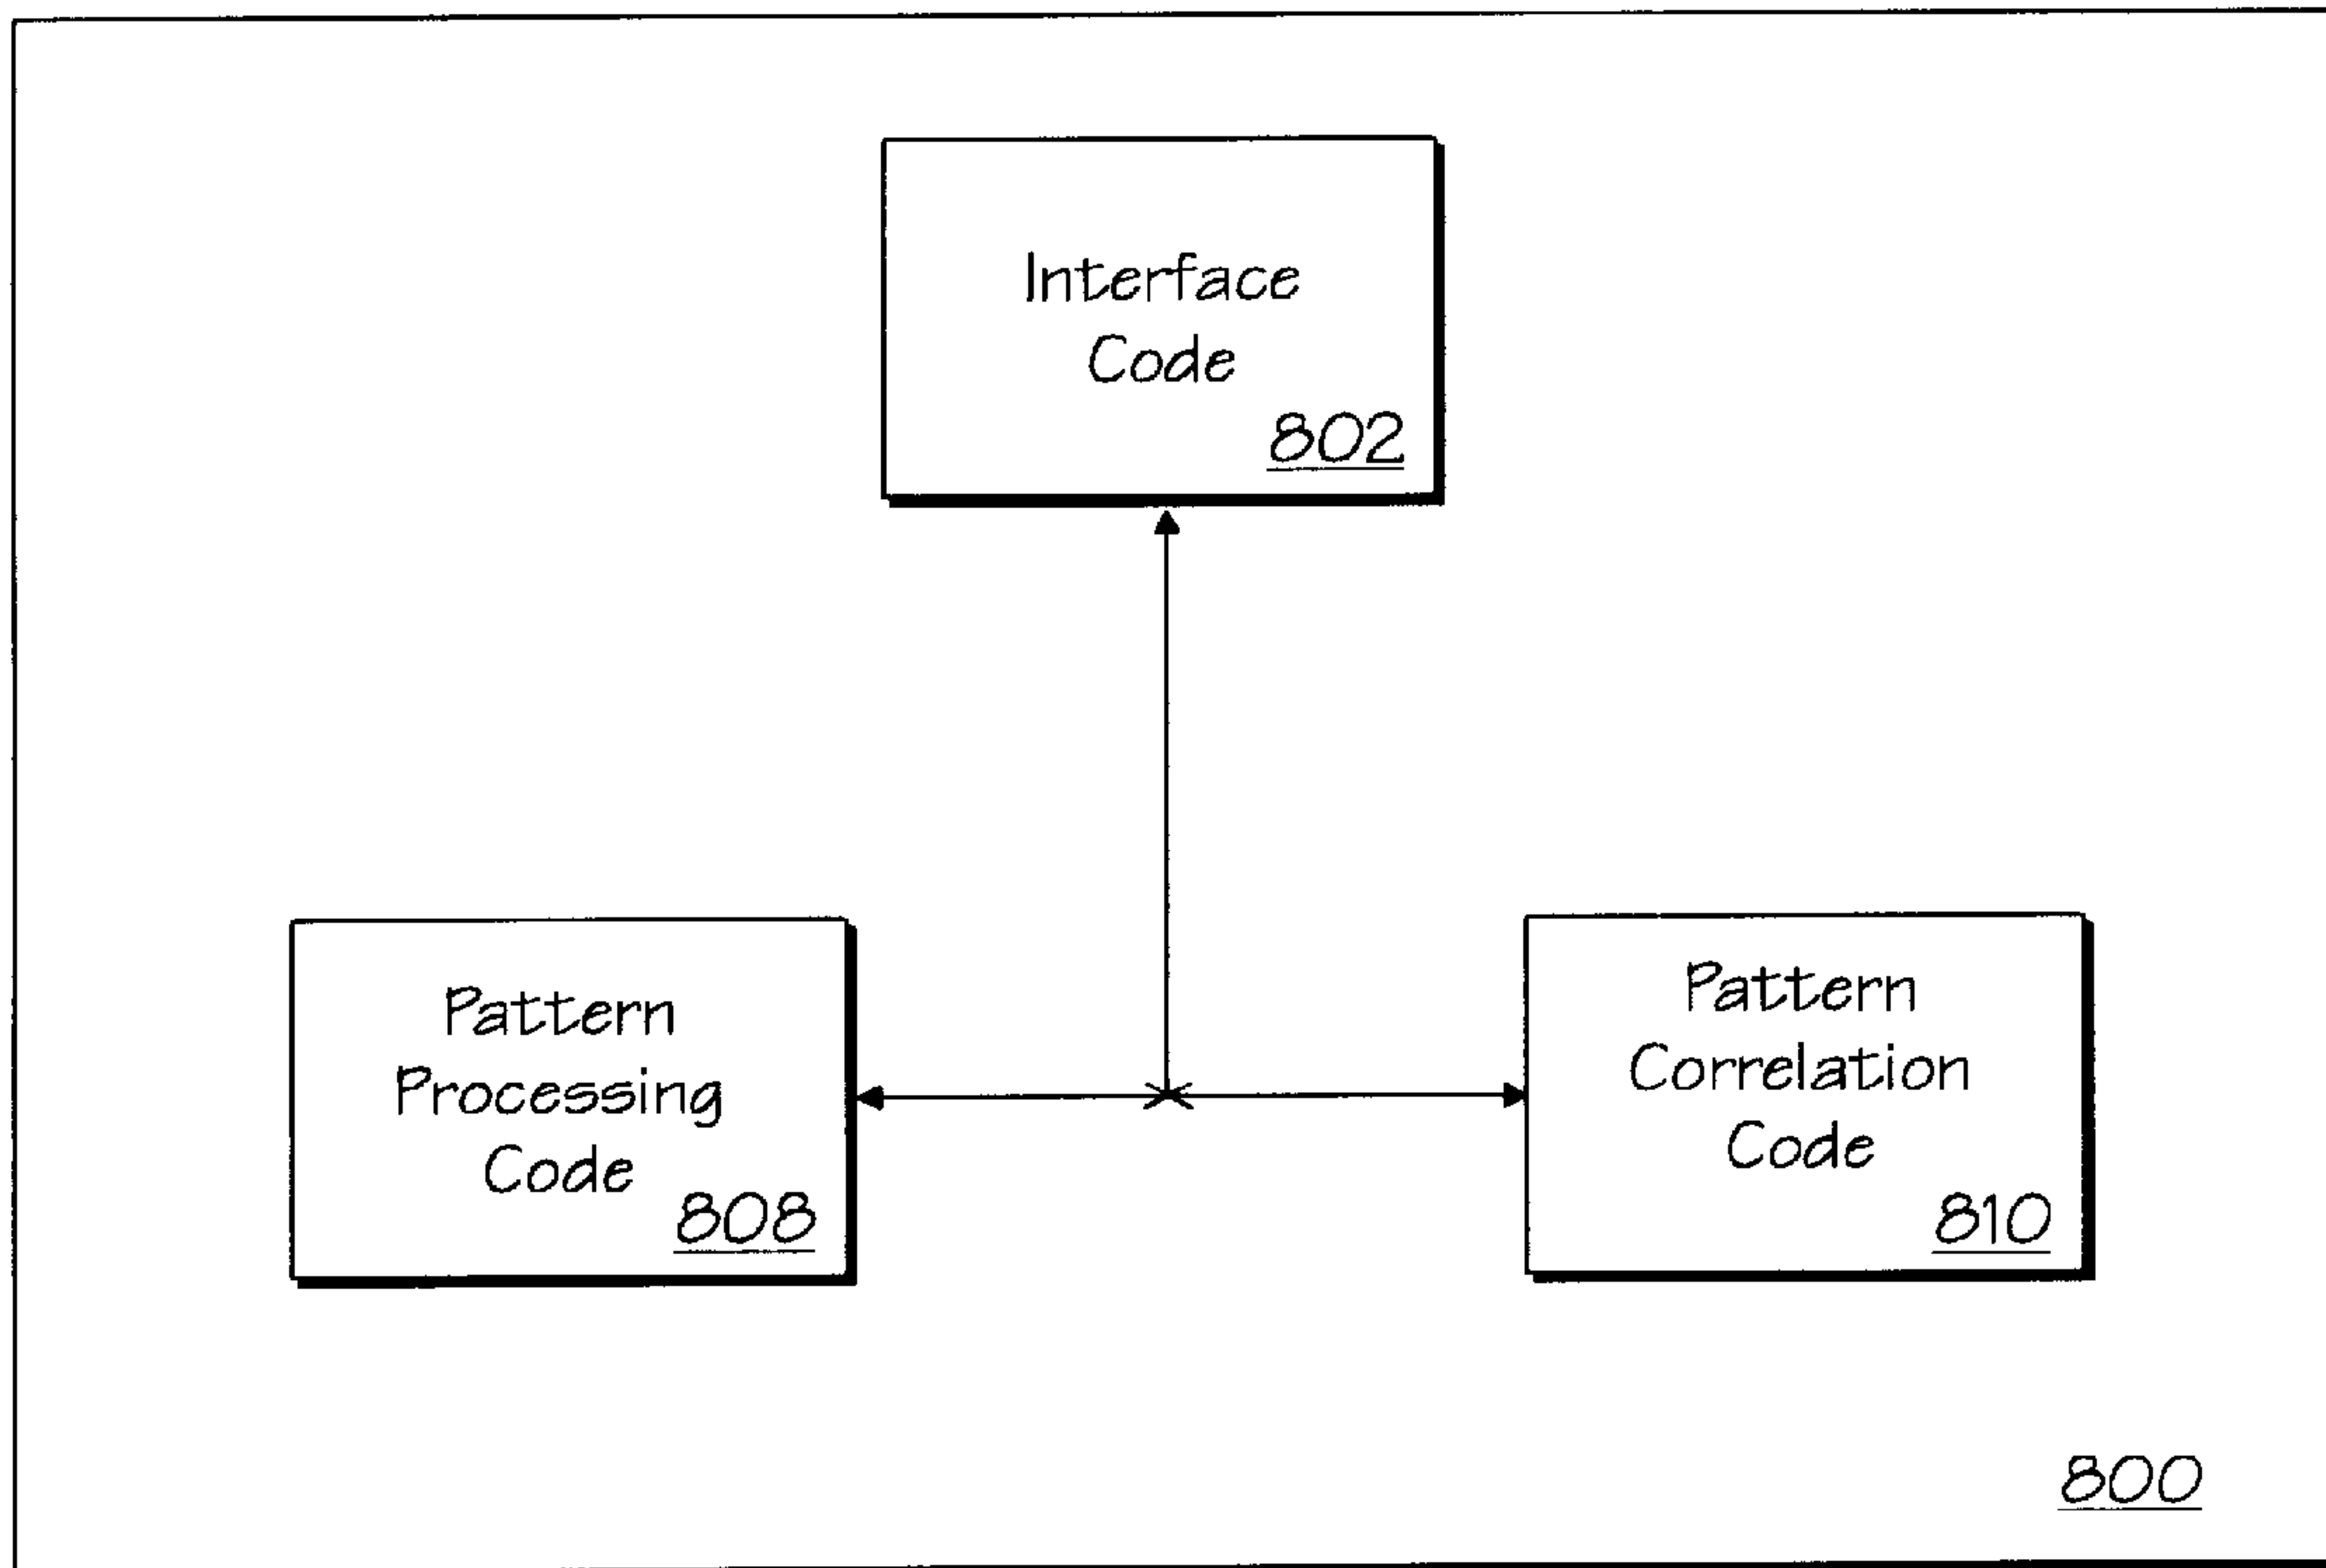 Interface
Code
802
Pattern
Processing
Code
808
Pattern
Correlation
Code
810
800